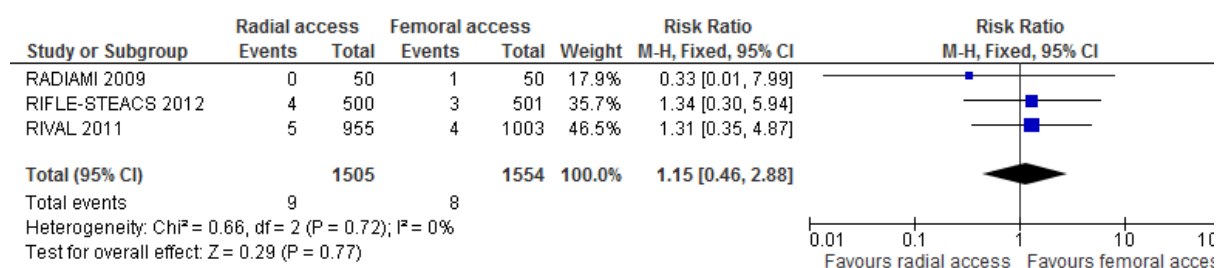 Radial access Femoral access Risk Ratio Risk Ratio
Study or Subgroup Events Total Events Total Weight M-H, Fixed, 95% CI M-H, Fixed, 95% CI
RADIAMI 2009 0 50 1 50 17.9% 0.33 [0.01, 7.99]
RIFLE-STEACS 2012 4 500 3 501 35.7% 1.34 [0.30, 5.94]
RIVAL 2011 5 955 4 1003 46.5% 1.31 [0.35, 4.87]
Total (95% CI) 1505 1554 100.0% 1.15 [0.46, 2.88]
Total events 9 8
Heterogeneity: Chi² = 0.66, df = 2 (P = 0.72); I² = 0%
Test for overall effect: Z = 0.29 (P = 0.77)
0.01 0.1 1 10 10
Favours radial access Favours femoral acces